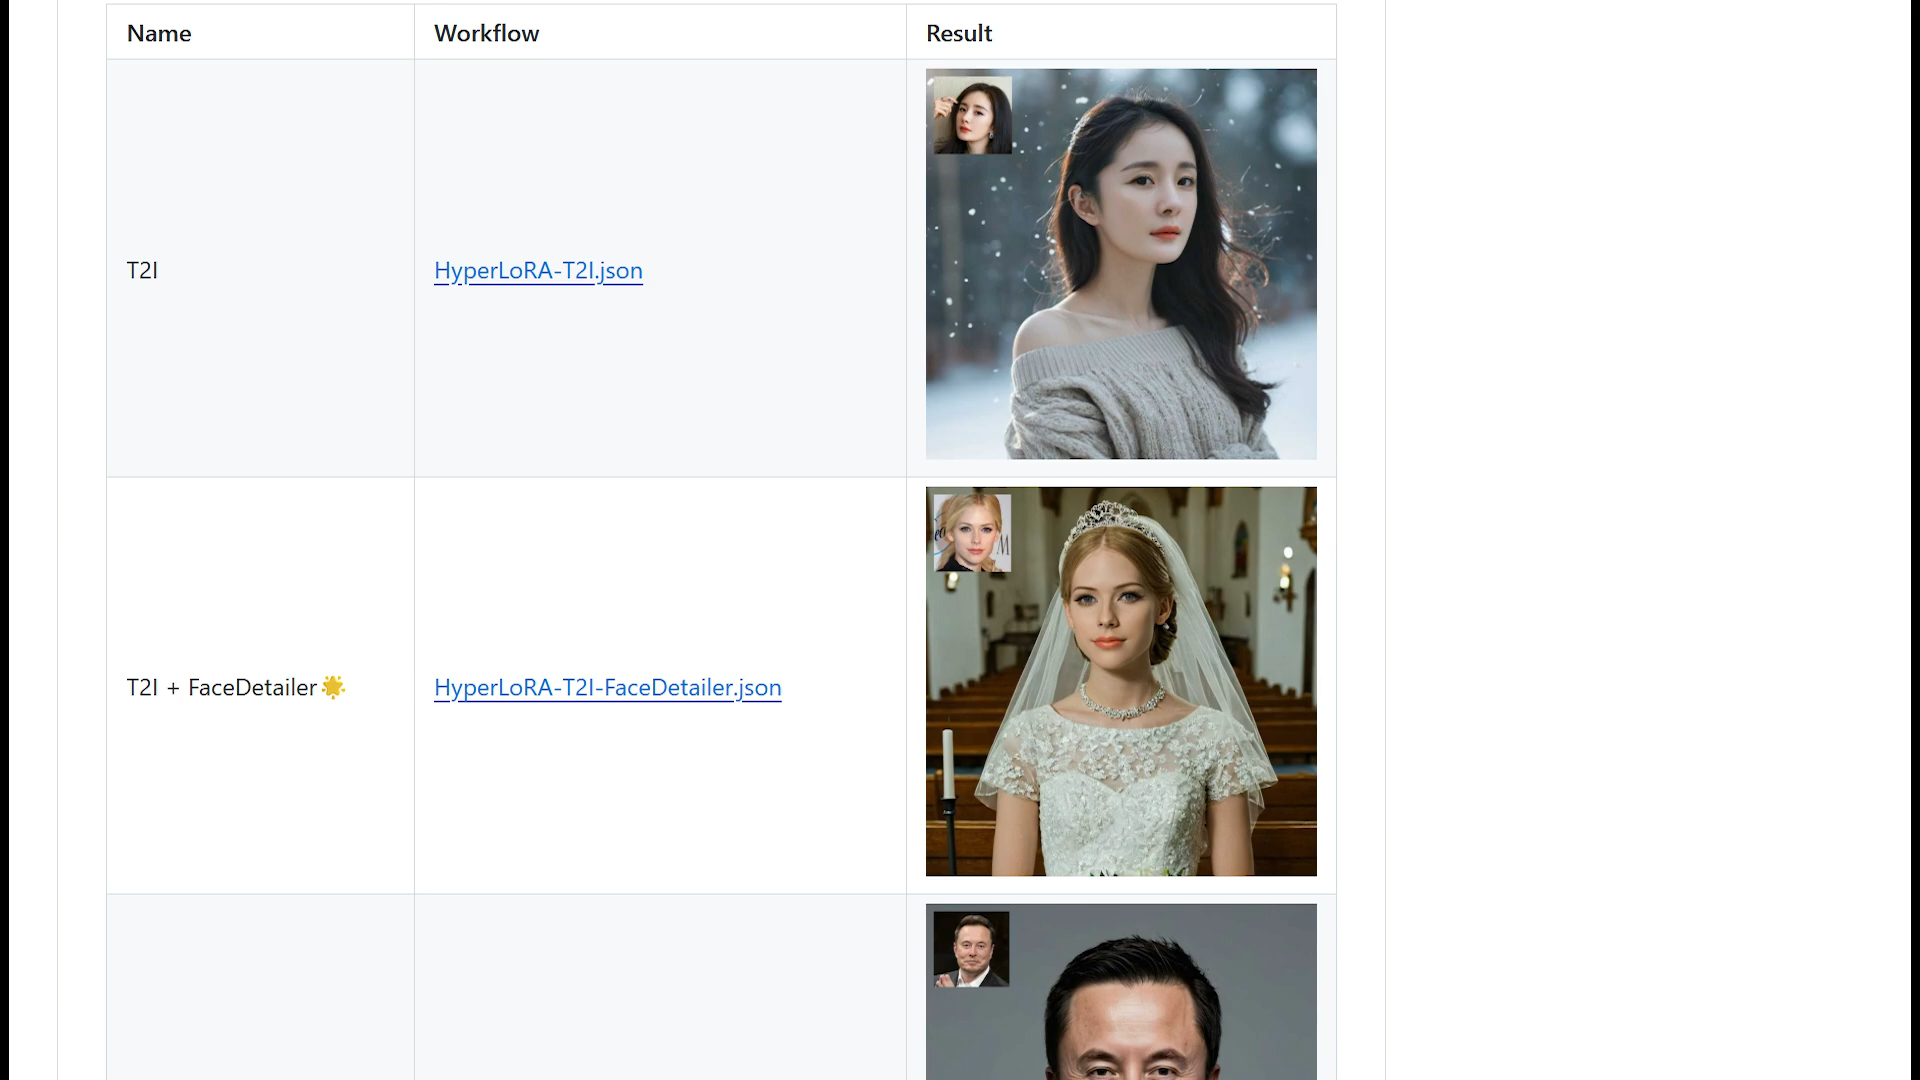 Name Workflow Result
T2I HyperLoRA-T2I.json
T2I + FaceDetailer🌟 HyperLoRA-T2I-FaceDetailer.json